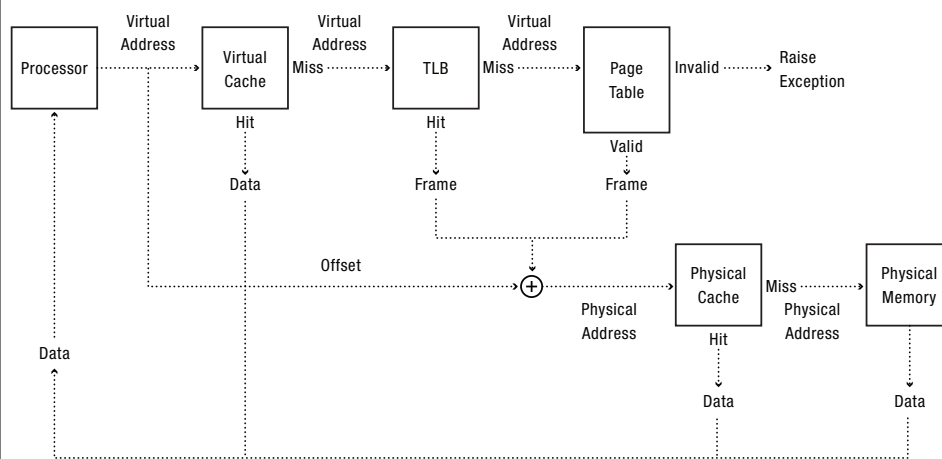 Virtual
Address
Virtual
Address
Virtual
Address
Processor
Virtual
Cache
Miss
TLB
Miss
Page
Table
Invalid
Raise
Exception
Hit
Hit
Valid
Data
Frame
Frame
Offset
+
Physical
Address
Physical
Cache
Miss
Physical
Address
Physical
Memory
Hit
Data
Data
Data